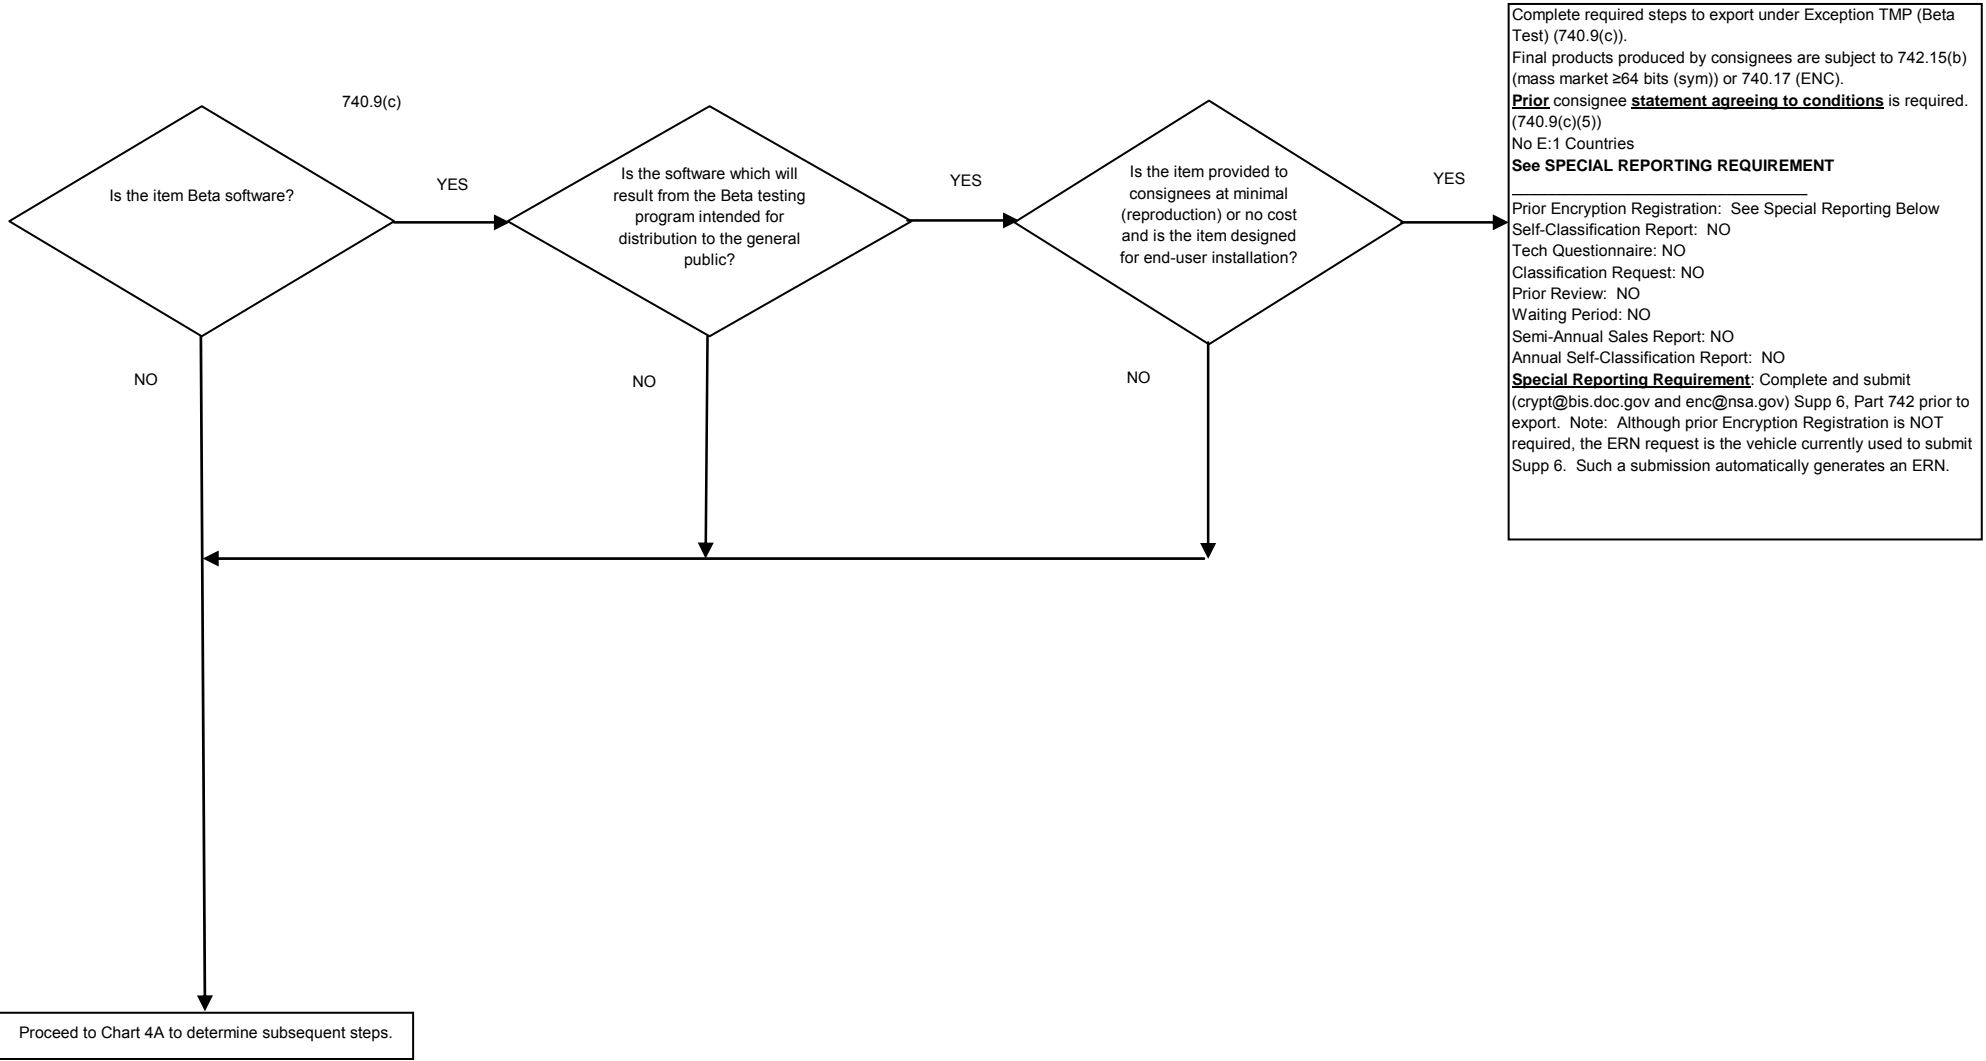 740.9(c)
Is the item Beta software?
YES
NO
Is the software which will
result from the Beta testing
program intended for
distribution to the general
public?
YES
NO
Is the item provided to
consignees at minimal
(reproduction) or no cost
and is the item designed
for end-user installation?
YES
NO
Complete required steps to export under Exception TMP (Beta
Test) (740.9(c)).
Final products produced by consignees are subject to 742.15(b)
(mass market ≥64 bits (sym)) or 740.17 (ENC).
Prior consignee statement agreeing to conditions is required.
(740.9(c)(5))
No E:1 Countries
See SPECIAL REPORTING REQUIREMENT
Prior Encryption Registration:  See Special Reporting Below
Self-Classification Report:  NO
Tech Questionnaire: NO
Classification Request: NO
Prior Review:  NO
Waiting Period: NO
Semi-Annual Sales Report: NO
Annual Self-Classification Report:  NO
Special Reporting Requirement: Complete and submit
(crypt@bis.doc.gov and enc@nsa.gov) Supp 6, Part 742 prior to
export.  Note:  Although prior Encryption Registration is NOT
required, the ERN request is the vehicle currently used to submit
Supp 6.  Such a submission automatically generates an ERN.
Proceed to Chart 4A to determine subsequent steps.